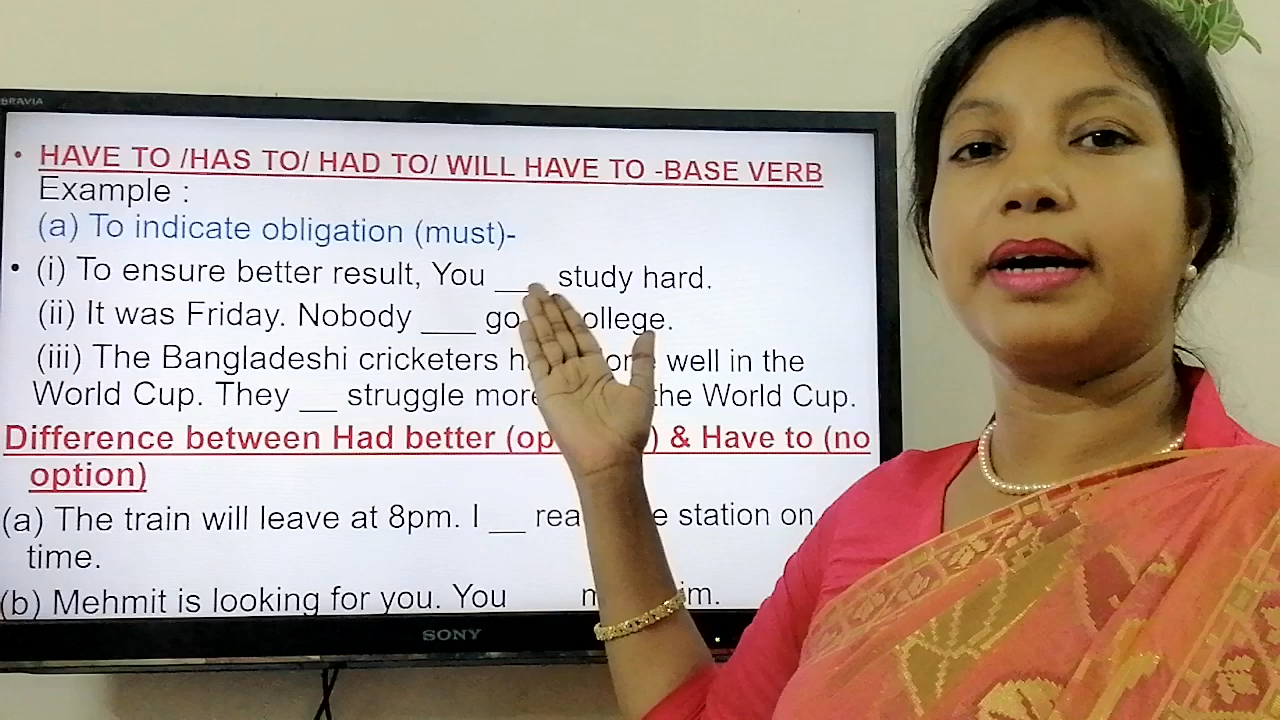 BRAVIA
• HAVE TO /HAS TO/ HAD TO/ WILL HAVE TO -BASE VERB
Example :
(a) To indicate obligation (must)-
• (i) To ensure better result, You ___ study hard.
(ii) It was Friday. Nobody ___ go
(iii) The Bangladeshi cricketers well in the
World Cup. They __ struggle more the World Cup.
Difference between Had better ) & Have to (no
option)
(a) The train will leave at 8pm. I __ station on
time.
(b) Mehmit is looking for you. You
SONY